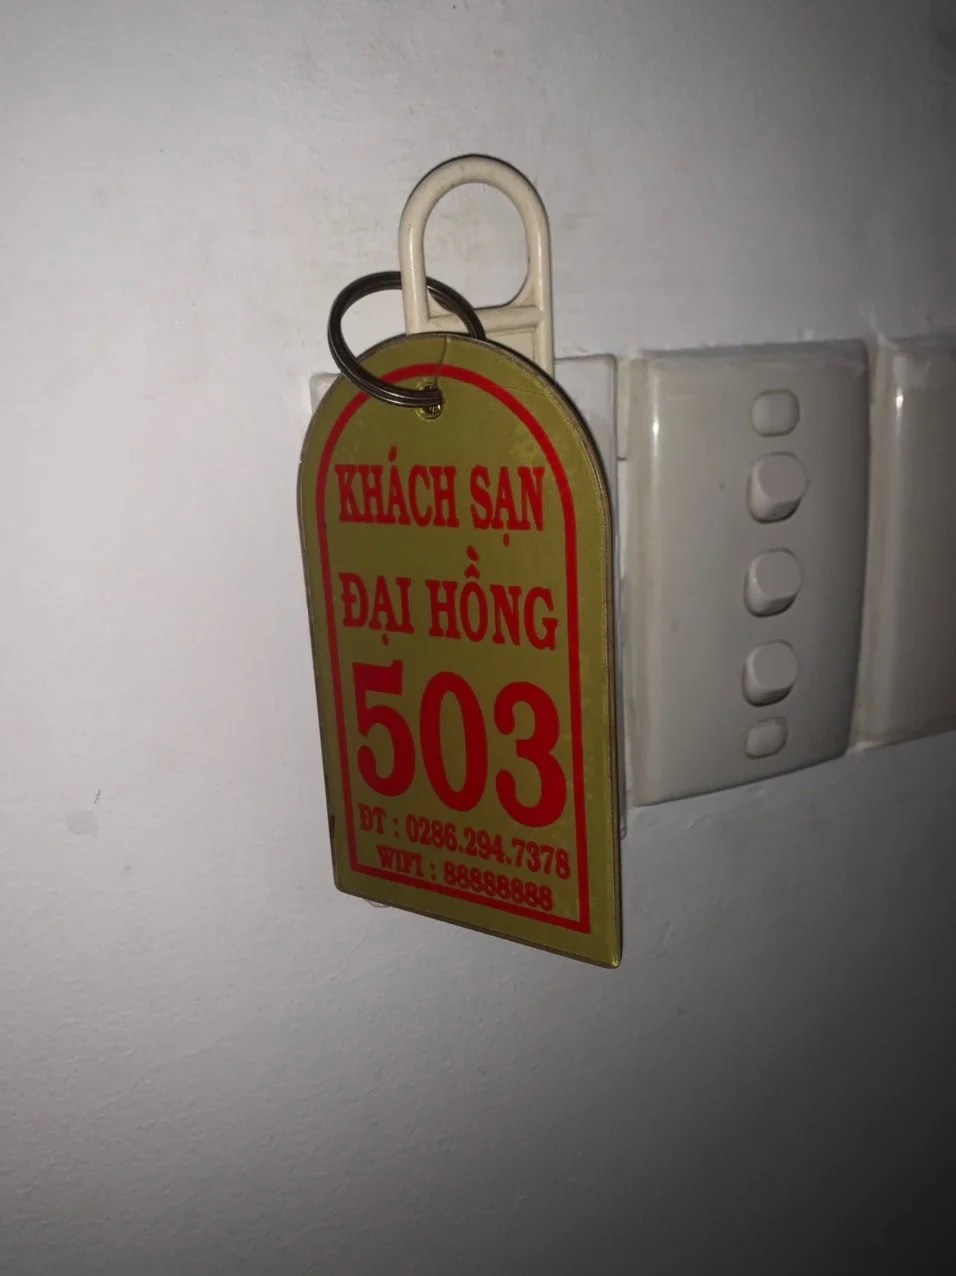 KHÁCH SẠN
ĐẠI HỒNG
503
ĐT : 0286.294.7378
WIFI : 88888888